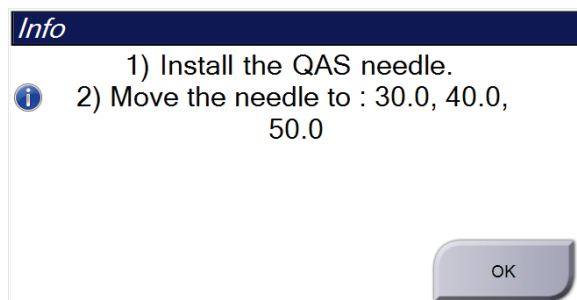 Info
1) Install the QAS needle.
2) Move the needle to : 30.0, 40.0,
50.0
OK